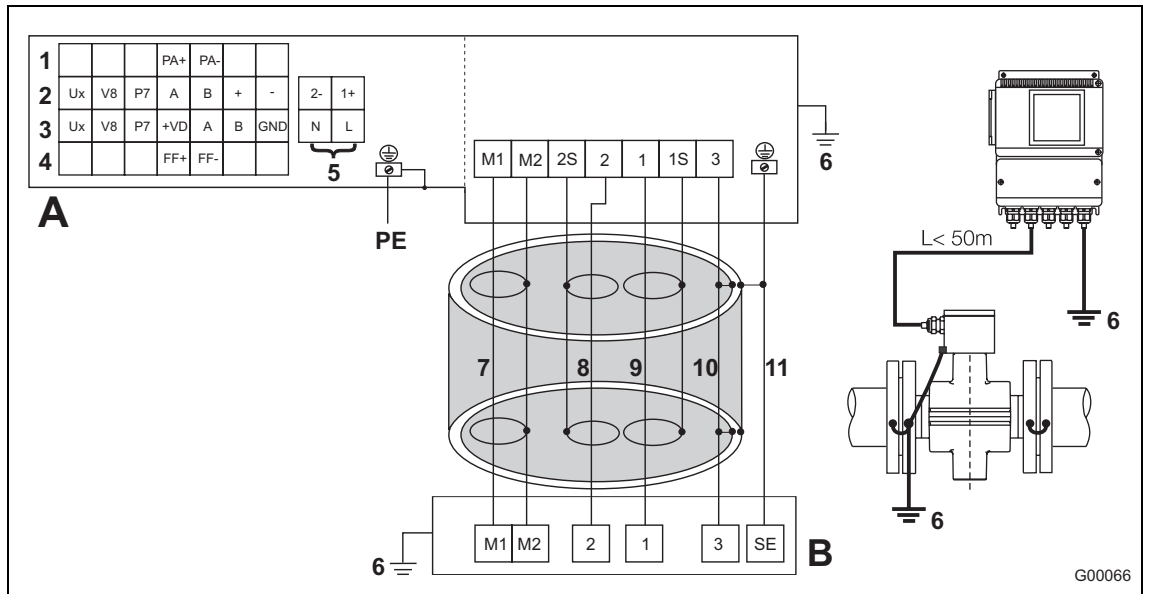 1 PA+ PA-
2 Ux V8 P7 A B + - 2- 1+
3 Ux V8 P7 +VD A B GND N L
4 FF+ FF-
5
A
PE
M1 M2 2S 2 1 1S 3
6
L< 50m
6
7 8 9 10 11
6
M1 M2 2 1 3 SE
B
6
G00066